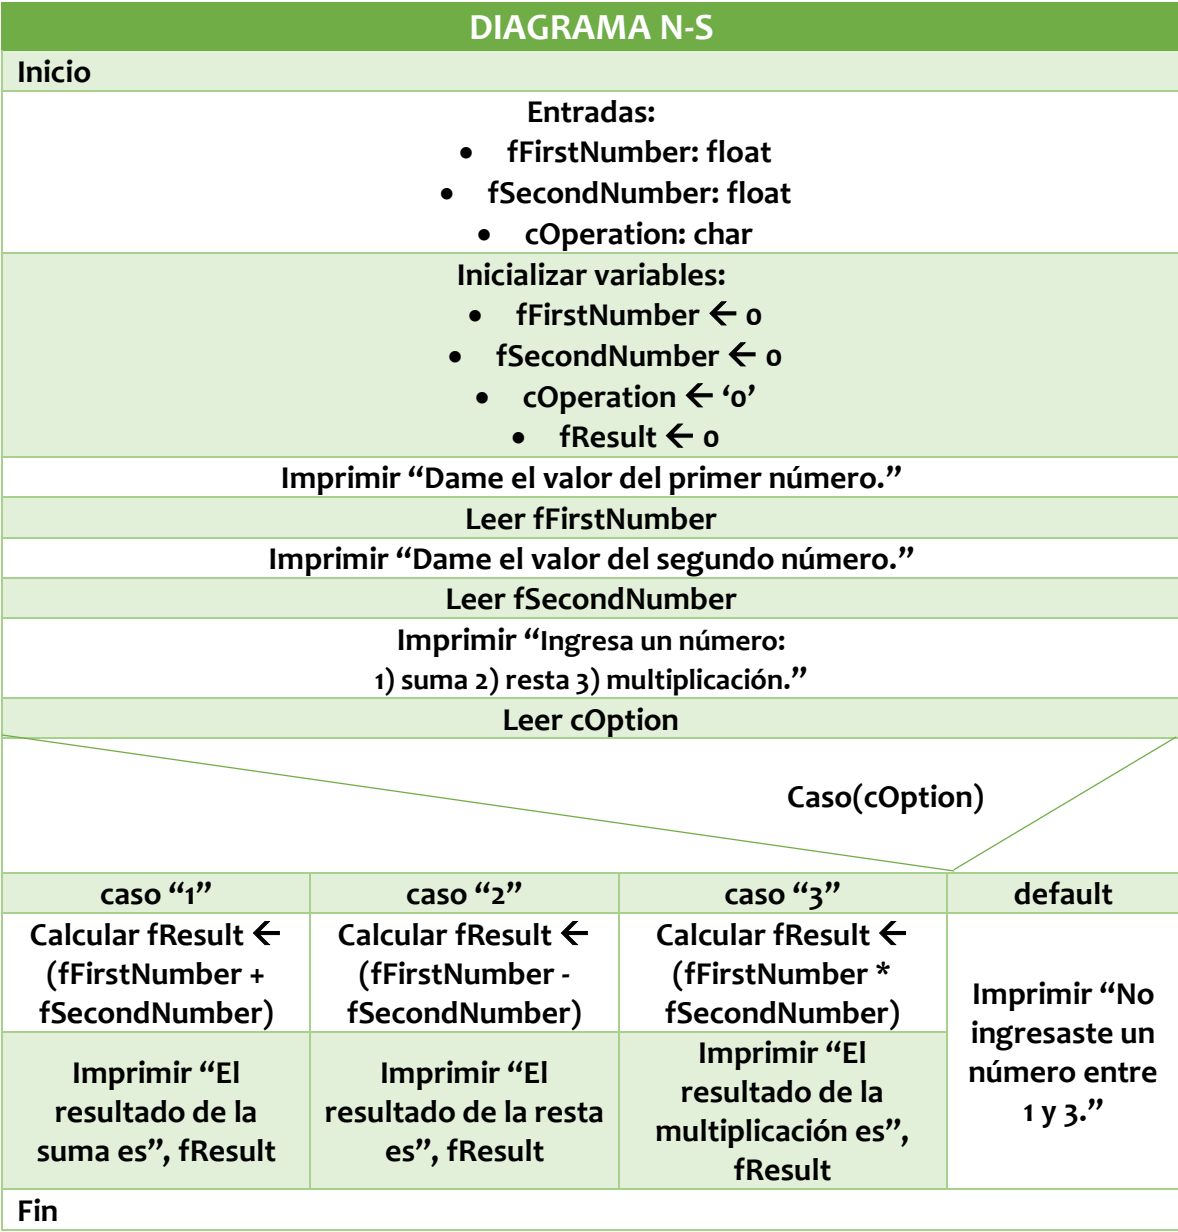 DIAGRAMA N-S
Inicio
Entradas:
• fFirstNumber: float
• fSecondNumber: float
• cOperation: char
Inicializar variables:
• fFirstNumber ← 0
• fSecondNumber ← 0
• cOperation ← ‘0’
• fResult ← 0
Imprimir “Dame el valor del primer número.”
Leer fFirstNumber
Imprimir “Dame el valor del segundo número.”
Leer fSecondNumber
Imprimir “Ingresa un número:
1) suma 2) resta 3) multiplicación.”
Leer cOption
Caso(cOption)
caso “1”
Calcular fResult ←
(fFirstNumber +
fSecondNumber)
Imprimir “El
resultado de la
suma es”, fResult
caso “2”
Calcular fResult ←
(fFirstNumber -
fSecondNumber)
Imprimir “El
resultado de la resta
es”, fResult
caso “3”
Calcular fResult ←
(fFirstNumber *
fSecondNumber)
Imprimir “El
resultado de la
multiplicación es”,
fResult
default
Imprimir “No
ingresaste un
número entre
1 y 3.”
Fin